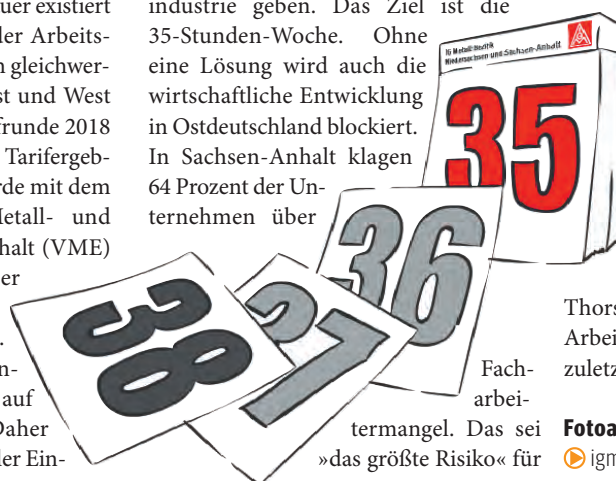 uer existiert
der Arbeits-
n gleichwer-
st und West
frunde 2018
Tarifergeb-
rde mit dem
Metall- und
halt (VME)
er
.
n-
auf
Daher
der Ein-
industrie geben. Das Ziel ist die
35-Stunden-Woche. Ohne
eine Lösung wird auch die
wirtschaftliche Entwicklung
in Ostdeutschland blockiert.
In Sachsen-Anhalt klagen
64 Prozent der Un-
ternehmen über
Fach-
arbei-
termangel. Das sei
»das größte Risiko« für
IG Metall Bezirk
Niedersachsen und Sachsen-Anhalt
35
36
37
38
Thors
Arbei
zuletz
Fotoa
igm